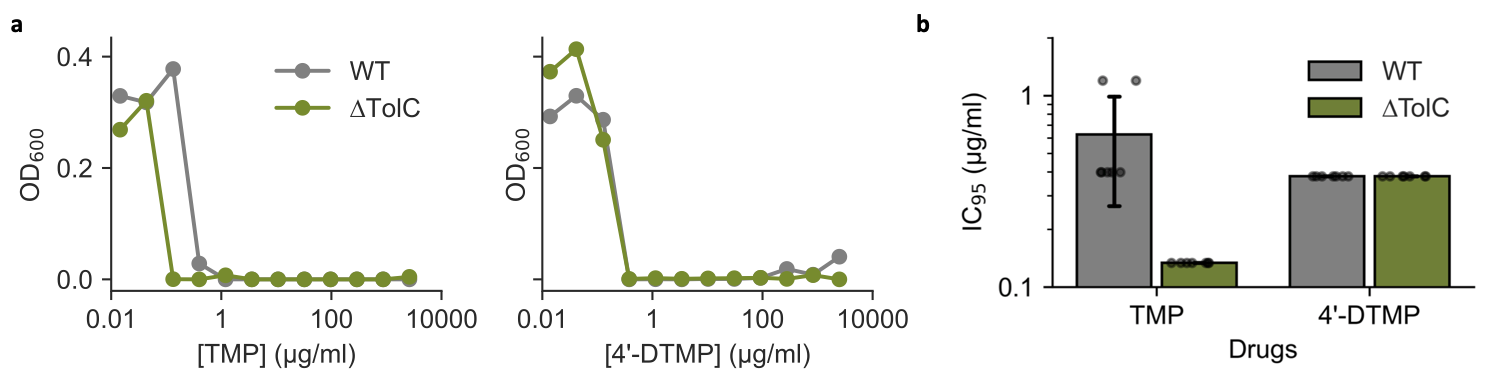 a
0.4
0.2
0.0
OD600
WT
ΔTolC
0.01 1 100 10000
[TMP] (µg/ml)
OD600
0.01 1 100 10000
[4'-DTMP] (µg/ml)
b
1
0.1
IC95 (µg/ml)
WT
ΔTolC
TMP 4'-DTMP
Drugs